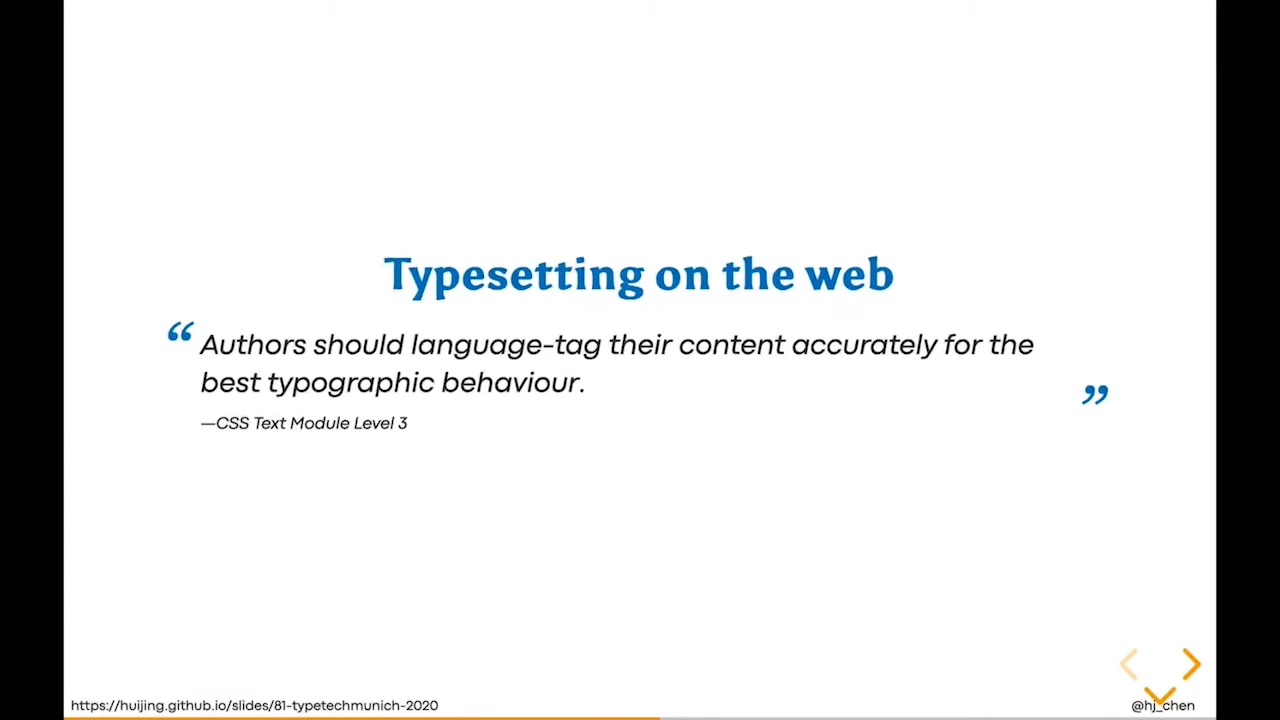 Typesetting on the web
“Authors should language-tag their content accurately for the
best typographic behaviour.”
—CSS Text Module Level 3
https://huijing.github.io/slides/81-typetechmunich-2020
@hj_chen